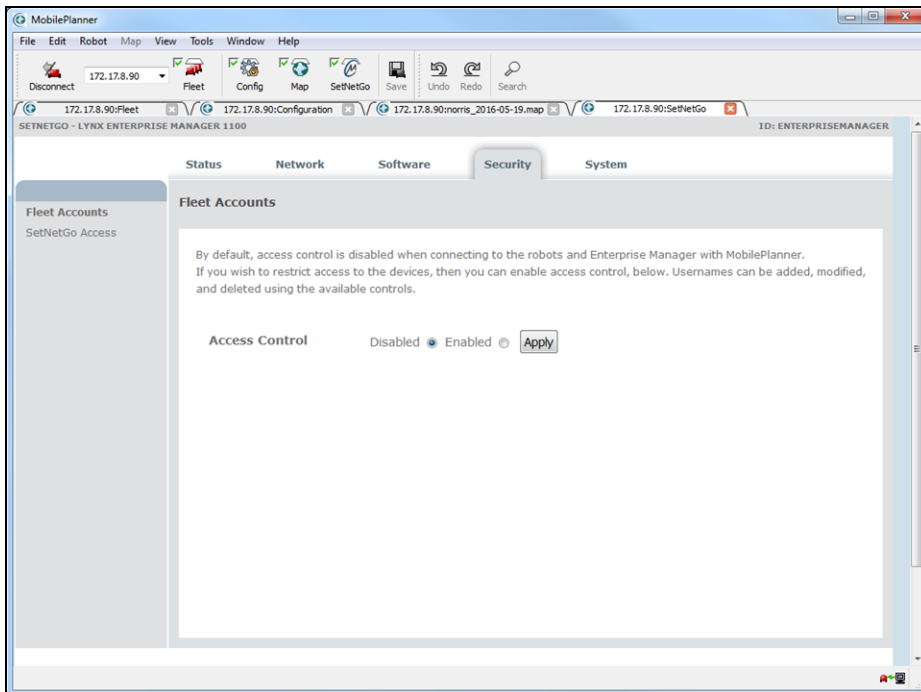 MobilePlanner
File Edit Robot Map View Tools Window Help
Disconnect 172.17.8.90 Fleet Config Map SetNetGo Save Undo Redo Search
172.17.8.90:Fleet 172.17.8.90:Configuration 172.17.8.90:norris_2016-05-19.map 172.17.8.90:SetNetGo
SETNETGO - LYNX ENTERPRISE MANAGER 1100 ID: ENTERPRISEMANAGER
Status Network Software Security System
Fleet Accounts
SetNetGo Access
Fleet Accounts
By default, access control is disabled when connecting to the robots and Enterprise Manager with MobilePlanner.
If you wish to restrict access to the devices, then you can enable access control, below. Usernames can be added, modified,
and deleted using the available controls.
Access Control Disabled Enabled Apply